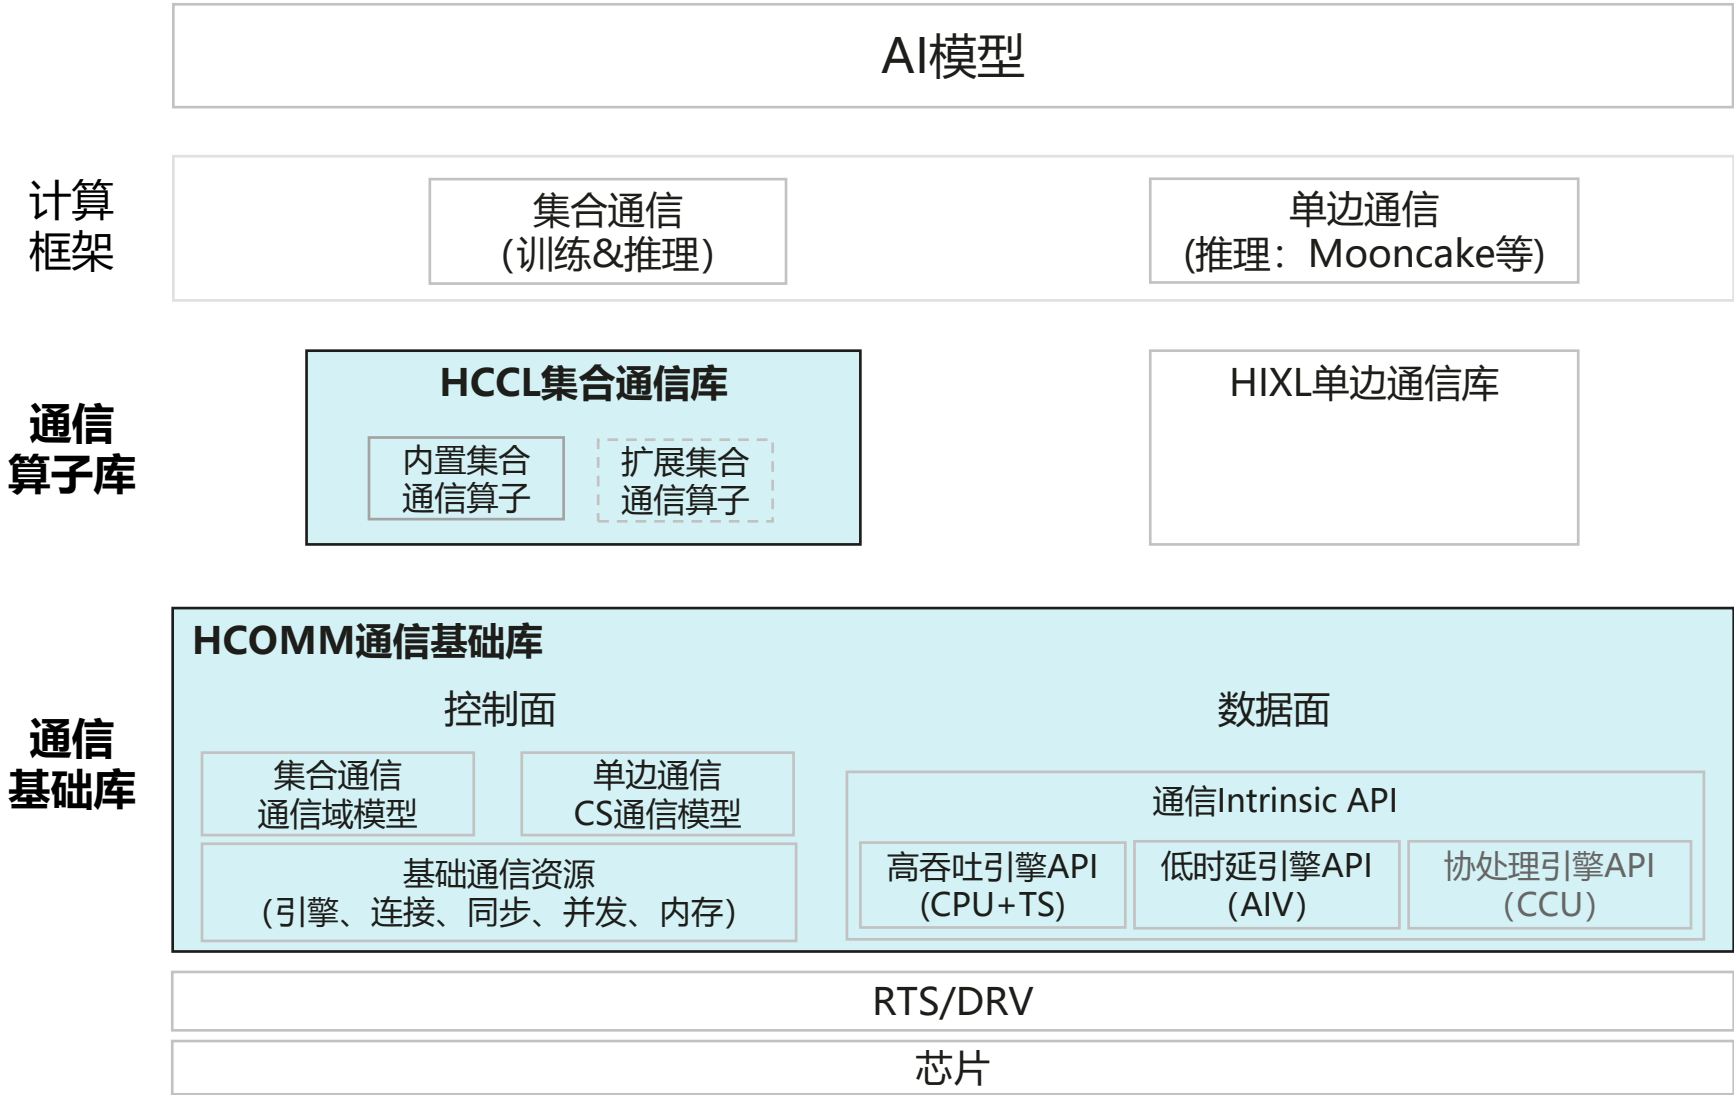 AI模型
计算
框架
集合通信
(训练&推理)
单边通信
(推理：Mooncake等)
通信
算子库
HCCL集合通信库
内置集合
通信算子
扩展集合
通信算子
HIXL单边通信库
通信
基础库
HCOMM通信基础库
控制面
集合通信
通信域模型
单边通信
CS通信模型
基础通信资源
（引擎、连接、同步、并发、内存）
数据面
通信Intrinsic API
高吞吐引擎API
(CPU+TS)
低时延引擎API
（AIV）
协处理引擎API
（CCU）
RTS/DRV
芯片